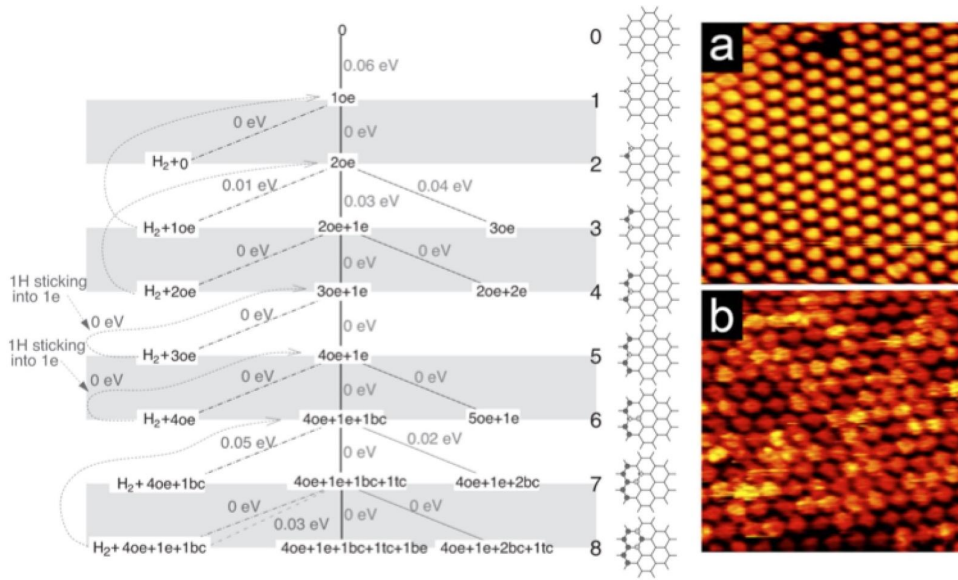 0
0
0.06 eV
1oe
1
0 eV
0 eV
H₂+0
2oe
2
0.01 eV
0.04 eV
0.03 eV
H₂+1oe
2oe+1e
3oe
3
0 eV
0 eV
0 eV
1H sticking
into 1e
H₂+2oe
3oe+1e
2oe+2e
4
0 eV
0 eV
0 eV
1H sticking
into 1e
H₂+3oe
4oe+1e
5
0 eV
0 eV
0 eV
0 eV
H₂+4oe
4oe+1e+1bc
5oe+1e
6
0.05 eV
0.02 eV
0 eV
H₂+4oe+1bc
4oe+1e+1bc+1tc
4oe+1e+2bc
7
0 eV
0.03 eV
0 eV
0 eV
H₂+4oe+1e+1bc
4oe+1e+1bc+1tc+1be
4oe+1e+2bc+1tc
8
a
b